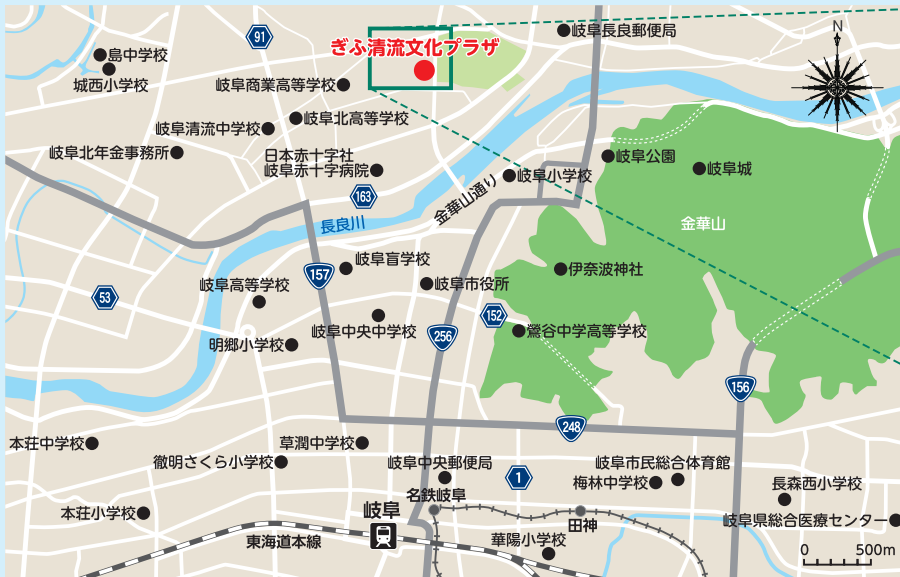 N
91
ぎふ清流文化プラザ
岐阜長良郵便局
島中学校
城西小学校
岐阜商業高等学校
岐阜北高等学校
岐阜清流中学校
岐阜北年金事務所
日本赤十字社
岐阜赤十字病院
岐阜公園
岐阜城
岐阜小学校
163
金華山通り
長良川
金華山
岐阜盲学校
157
伊奈波神社
岐阜高等学校
岐阜市役所
53
152
岐阜中央中学校
鶯谷中学高等学校
256
明郷小学校
156
248
本荘中学校
草潤中学校
徹明さくら小学校
岐阜中央郵便局
岐阜市民総合体育館
1
梅林中学校
長森西小学校
名鉄岐阜
本荘小学校
岐阜
田神
岐阜県総合医療センター
東海道本線
華陽小学校
0 500m